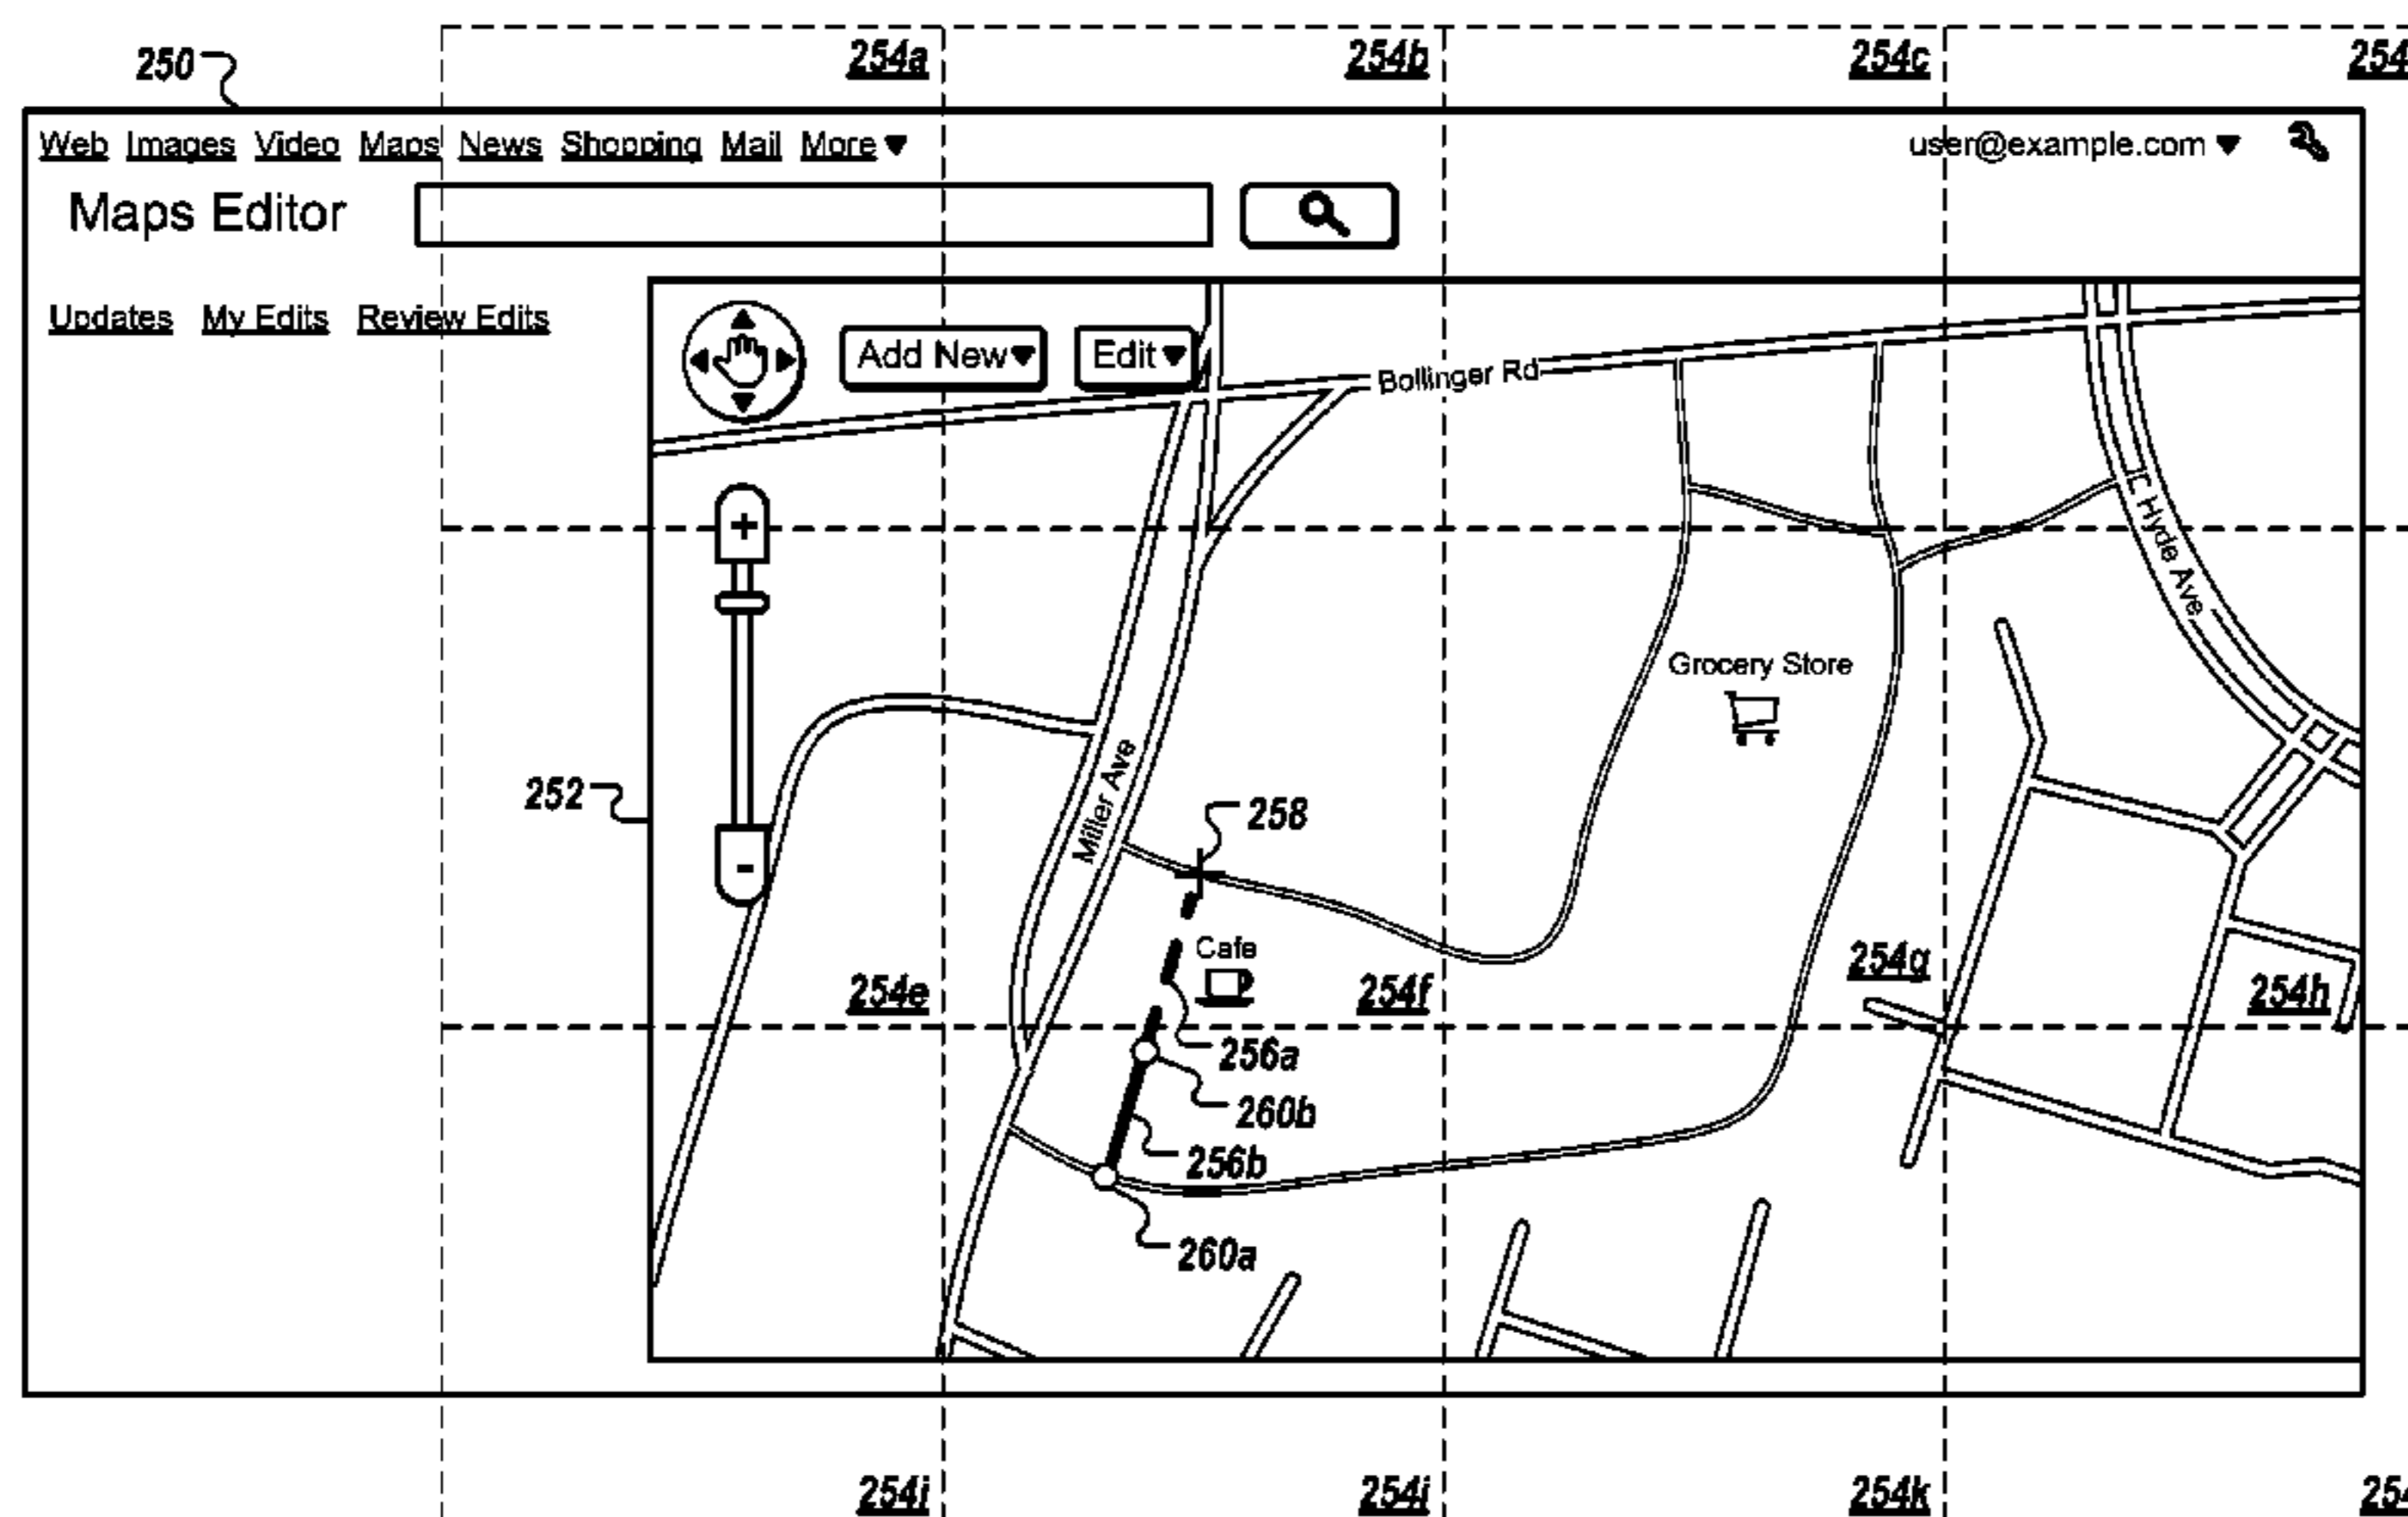 254a
254b
254c
254
250
Web Images Video Maps News Shopping Mail More
user@example.com
Maps Editor
Updates My Edits Review Edits
Add New
Edit
Bollinger Rd
+
Hyde Ave
Grocery Store
Miller Ave
252
258
-
Cafe
254e
254f
254g
254h
256a
260b
256b
260a
254i
254j
254k
254